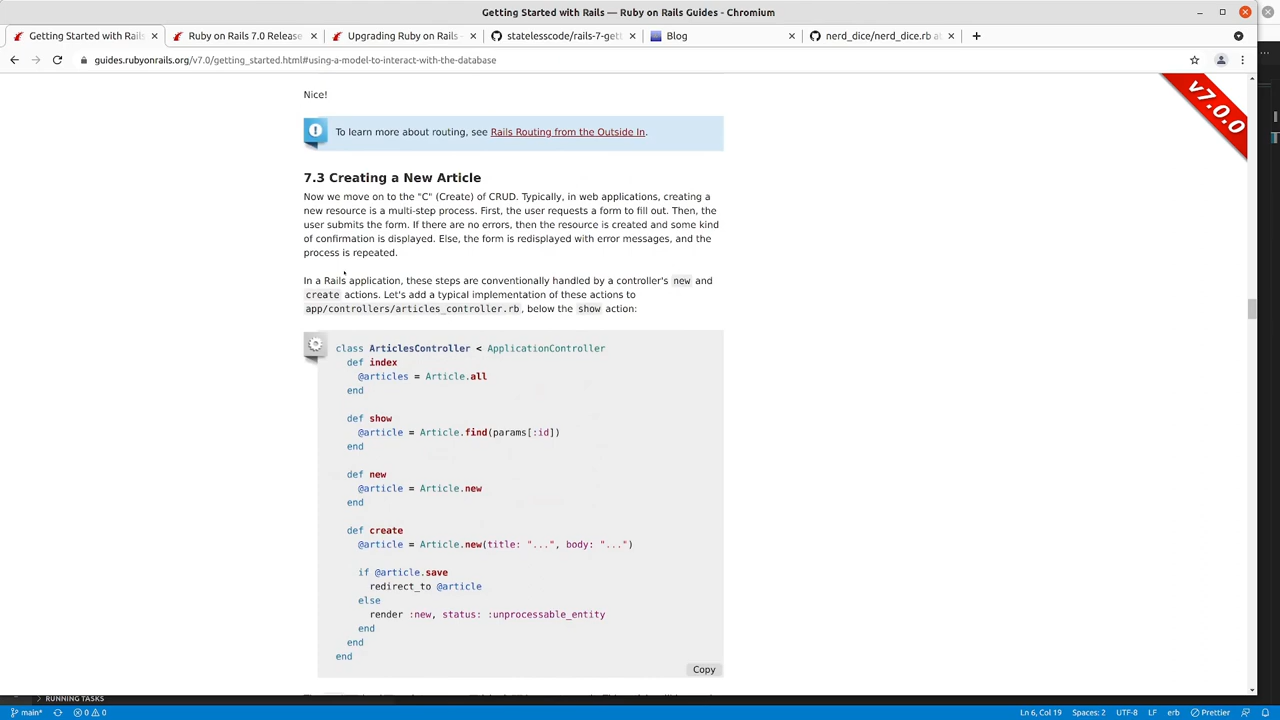 Getting Started with Rails — Ruby on Rails Guides - Chromium
Getting Started with Rails
Ruby on Rails 7.0 Release
Upgrading Ruby on Rails
statelesscode/rails-7-get
Blog
nerd_dice/nerd_dice.rb at
guides.rubyonrails.org/v7.0/getting_started.html#using-a-model-to-interact-with-the-database
v7.0.0
Nice!
To learn more about routing, see Rails Routing from the Outside In.
7.3 Creating a New Article
Now we move on to the "C" (Create) of CRUD. Typically, in web applications, creating a
new resource is a multi-step process. First, the user requests a form to fill out. Then, the
user submits the form. If there are no errors, then the resource is created and some kind
of confirmation is displayed. Else, the form is redisplayed with error messages, and the
process is repeated.
In a Rails application, these steps are conventionally handled by a controller's new and
create actions. Let's add a typical implementation of these actions to
app/controllers/articles_controller.rb, below the show action:
class ArticlesController < ApplicationController
def index
@articles = Article.all
end
def show
@article = Article.find(params[:id])
end
def new
@article = Article.new
end
def create
@article = Article.new(title: "...", body: "...")
if @article.save
redirect_to @article
else
render :new, status: :unprocessable_entity
end
end
end
Copy
RUNNING TASKS
main* 0 0 Ln 6, Col 19 Spaces: 2 UTF-8 LF erb Prettier